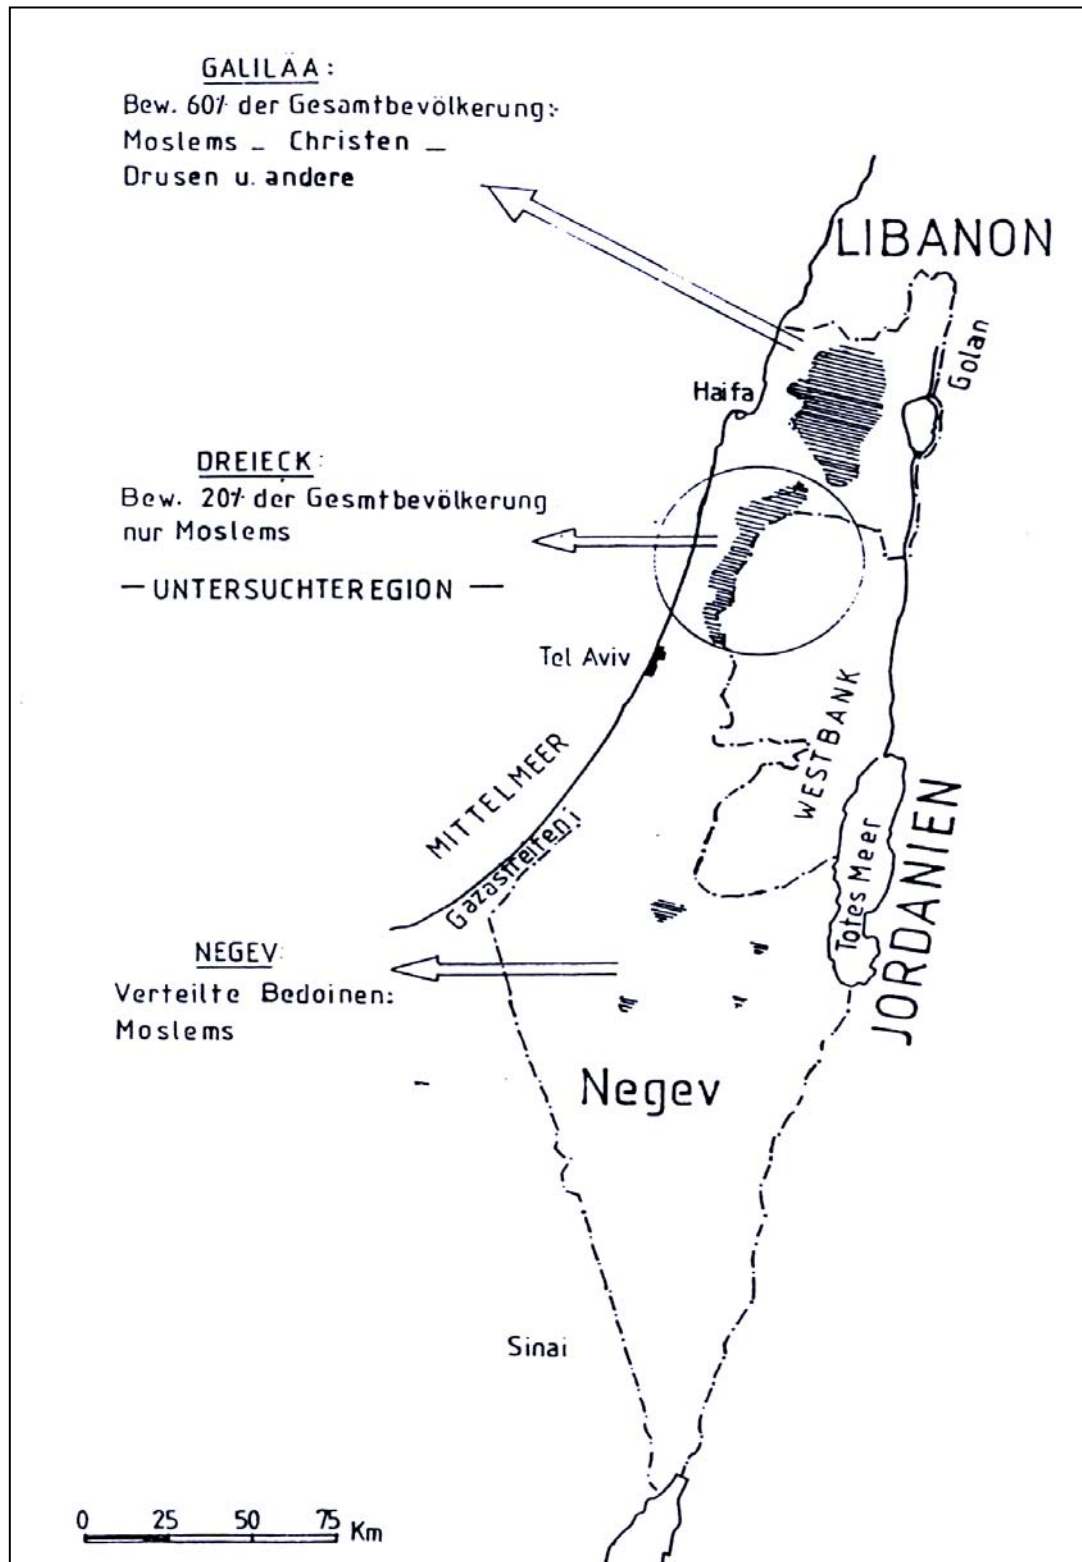 GALILÄA:
Bew. 60% der Gesamtbevölkerung:
Moslems – Christen –
Drusen u. andere
LIBANON
Golan
Haifa
DREIECK:
Bew. 20% der Gesmtbevölkerung
nur Moslems
— UNTERSUCHTEREGION —
Tel Aviv
WESTBANK
MITTELMEER
Gazastreifen
Totes Meer
JORDANIEN
NEGEV:
Verteilte Bedoinen:
Moslems
Negev
Sinai
0 25 50 75 Km